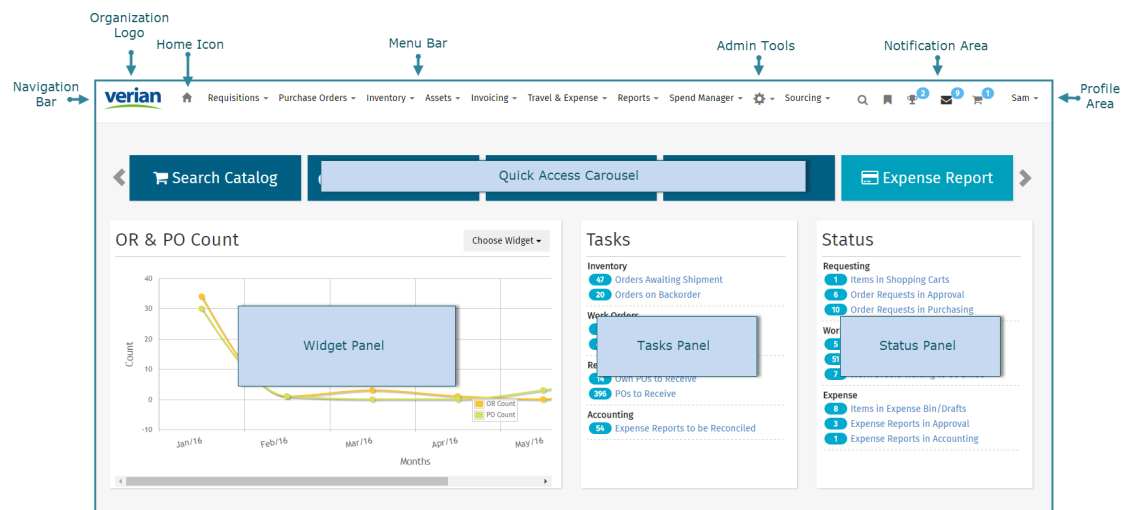 Organization
Logo
Home Icon
Menu Bar
Admin Tools
Notification Area
Navigation
Bar
Profile
Area
verian
Requisitions
Purchase Orders
Inventory
Assets
Invoicing
Travel & Expense
Reports
Spend Manager
Sourcing
2
9
1
Sam
Search Catalog
Quick Access Carousel
Expense Report
OR & PO Count
Choose Widget
40
30
20
10
0
-10
Count
Widget Panel
OR Count
PO Count
Jan/16
Feb/16
Mar/16
Apr/16
May/16
Months
Tasks
Inventory
47 Orders Awaiting Shipment
20 Orders on Backorder
Work Orders
Tasks Panel
Re
14 Own POs to Receive
396 POs to Receive
Accounting
54 Expense Reports to be Reconciled
Status
Requesting
1 Items in Shopping Carts
6 Order Requests in Approval
10 Order Requests in Purchasing
Wor
5
51
7
Status Panel
Expense
8 Items in Expense Bin/Drafts
3 Expense Reports in Approval
1 Expense Reports in Accounting